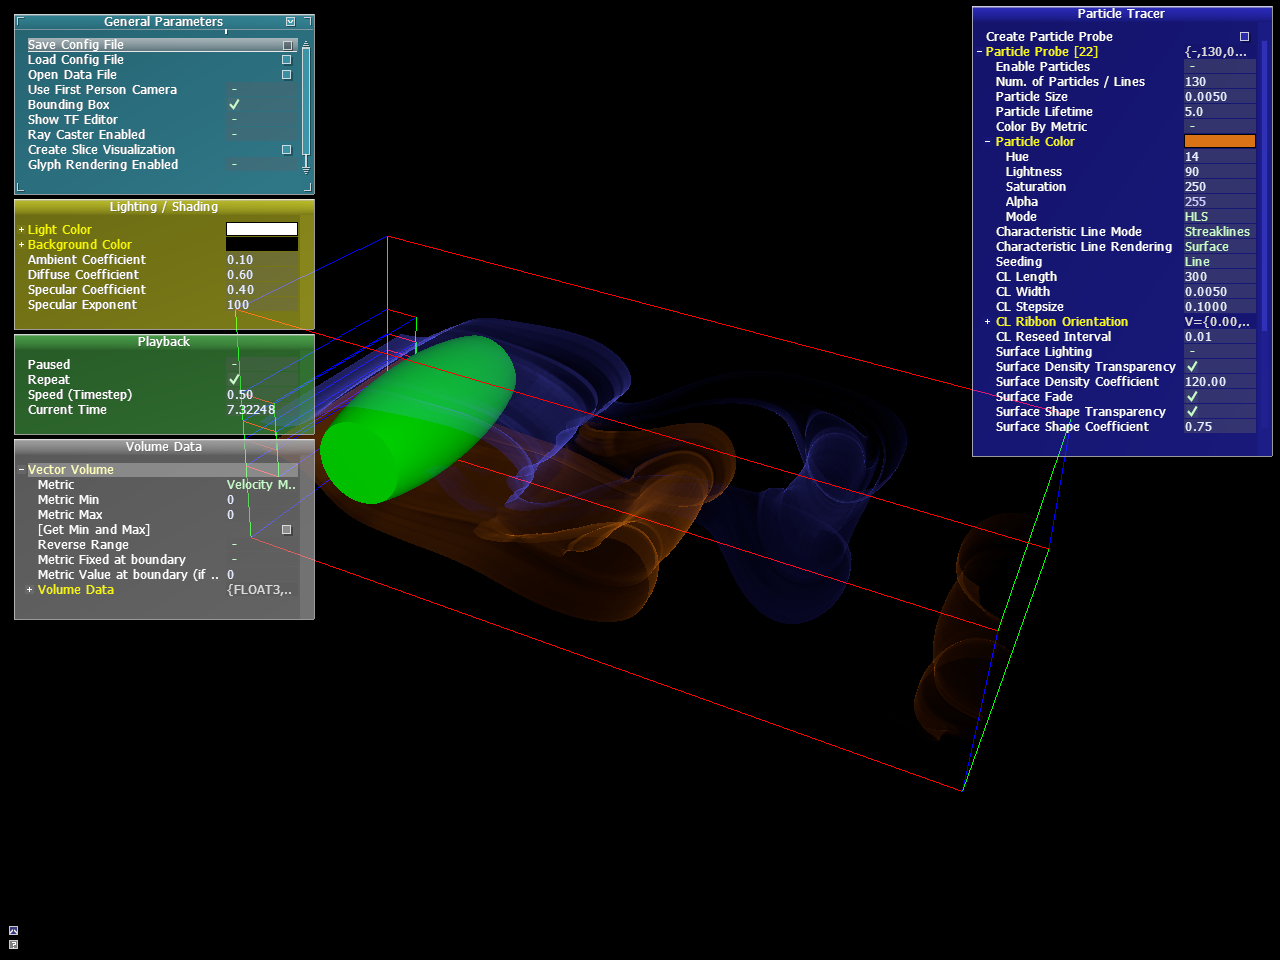 General Parameters
Save Config File
Load Config File
Open Data File
Use First Person Camera -
Bounding Box
Show TF Editor -
Ray Caster Enabled -
Create Slice Visualization
Glyph Rendering Enabled -
Lighting / Shading
+ Light Color
+ Background Color
Ambient Coefficient 0.10
Diffuse Coefficient 0.60
Specular Coefficient 0.40
Specular Exponent 100
Playback
Paused -
Repeat
Speed (Timestep) 0.50
Current Time 7.32248
Volume Data
- Vector Volume
Metric Velocity M..
Metric Min 0
Metric Max 0
[Get Min and Max]
Reverse Range -
Metric Fixed at boundary -
Metric Value at boundary (if .. 0
+ Volume Data {FLOAT3,..
?
Particle Tracer
Create Particle Probe
- Particle Probe [22] {-,130,0...
Enable Particles -
Num. of Particles / Lines 130
Particle Size 0.0050
Particle Lifetime 5.0
Color By Metric -
- Particle Color
Hue 14
Lightness 90
Saturation 250
Alpha 255
Mode HLS
Characteristic Line Mode Streaklines
Characteristic Line Rendering Surface
Seeding Line
CL Length 300
CL Width 0.0050
CL Stepsize 0.1000
+ CL Ribbon Orientation V={0.00,..
CL Reseed Interval 0.01
Surface Lighting -
Surface Density Transparency
Surface Density Coefficient 120.00
Surface Fade
Surface Shape Transparency
Surface Shape Coefficient 0.75